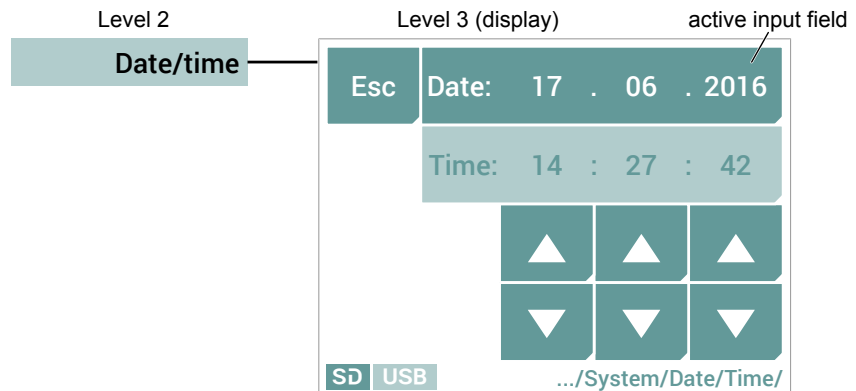 Level 2
Level 3 (display)
active input field
Date/time
Esc
Date: 17 . 06 . 2016
Time: 14 : 27 : 42
SD USB
.../System/Date/Time/